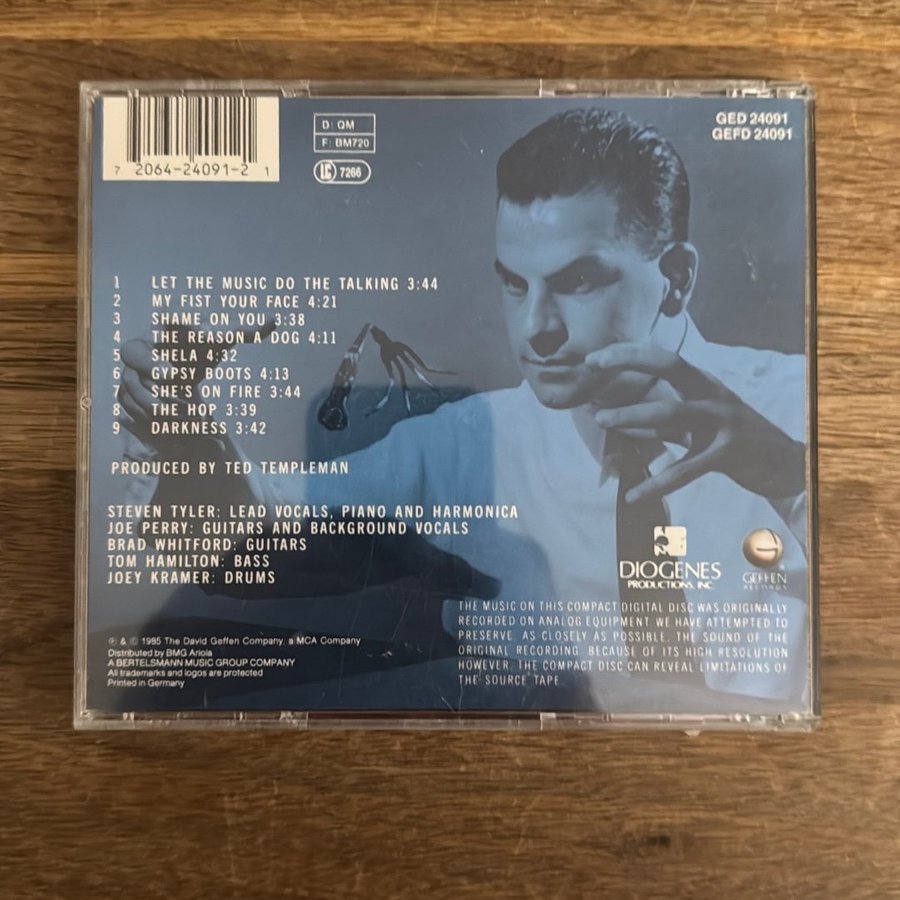 7 2064-24091-2 1
D: QM
F: BM720
LC 7266
GED 24091
GEFD 24091
1 LET THE MUSIC DO THE TALKING 3:44
2 MY FIST YOUR FACE 4:21
3 SHAME ON YOU 3:38
4 THE REASON A DOG 4:11
5 SHELA 4:32
6 GYPSY BOOTS 4:13
7 SHE'S ON FIRE 3:44
8 THE HOP 3:39
9 DARKNESS 3:42
PRODUCED BY TED TEMPLEMAN
STEVEN TYLER: LEAD VOCALS, PIANO AND HARMONICA
JOE PERRY: GUITARS AND BACKGROUND VOCALS
BRAD WHITFORD: GUITARS
TOM HAMILTON: BASS
JOEY KRAMER: DRUMS
℗ & © 1985 The David Geffen Company, a MCA Company
Distributed by BMG Ariola
A BERTELSMANN MUSIC GROUP COMPANY
All trademarks and logos are protected
Printed in Germany
DIOGENES
PRODUCTIONS, INC.
GEFFEN
RECORDS
THE MUSIC ON THIS COMPACT DIGITAL DISC WAS ORIGINALLY
RECORDED ON ANALOG EQUIPMENT. WE HAVE ATTEMPTED TO
PRESERVE, AS CLOSELY AS POSSIBLE, THE SOUND OF THE
ORIGINAL RECORDING. BECAUSE OF ITS HIGH RESOLUTION
HOWEVER, THE COMPACT DISC CAN REVEAL LIMITATIONS OF
THE SOURCE TAPE.